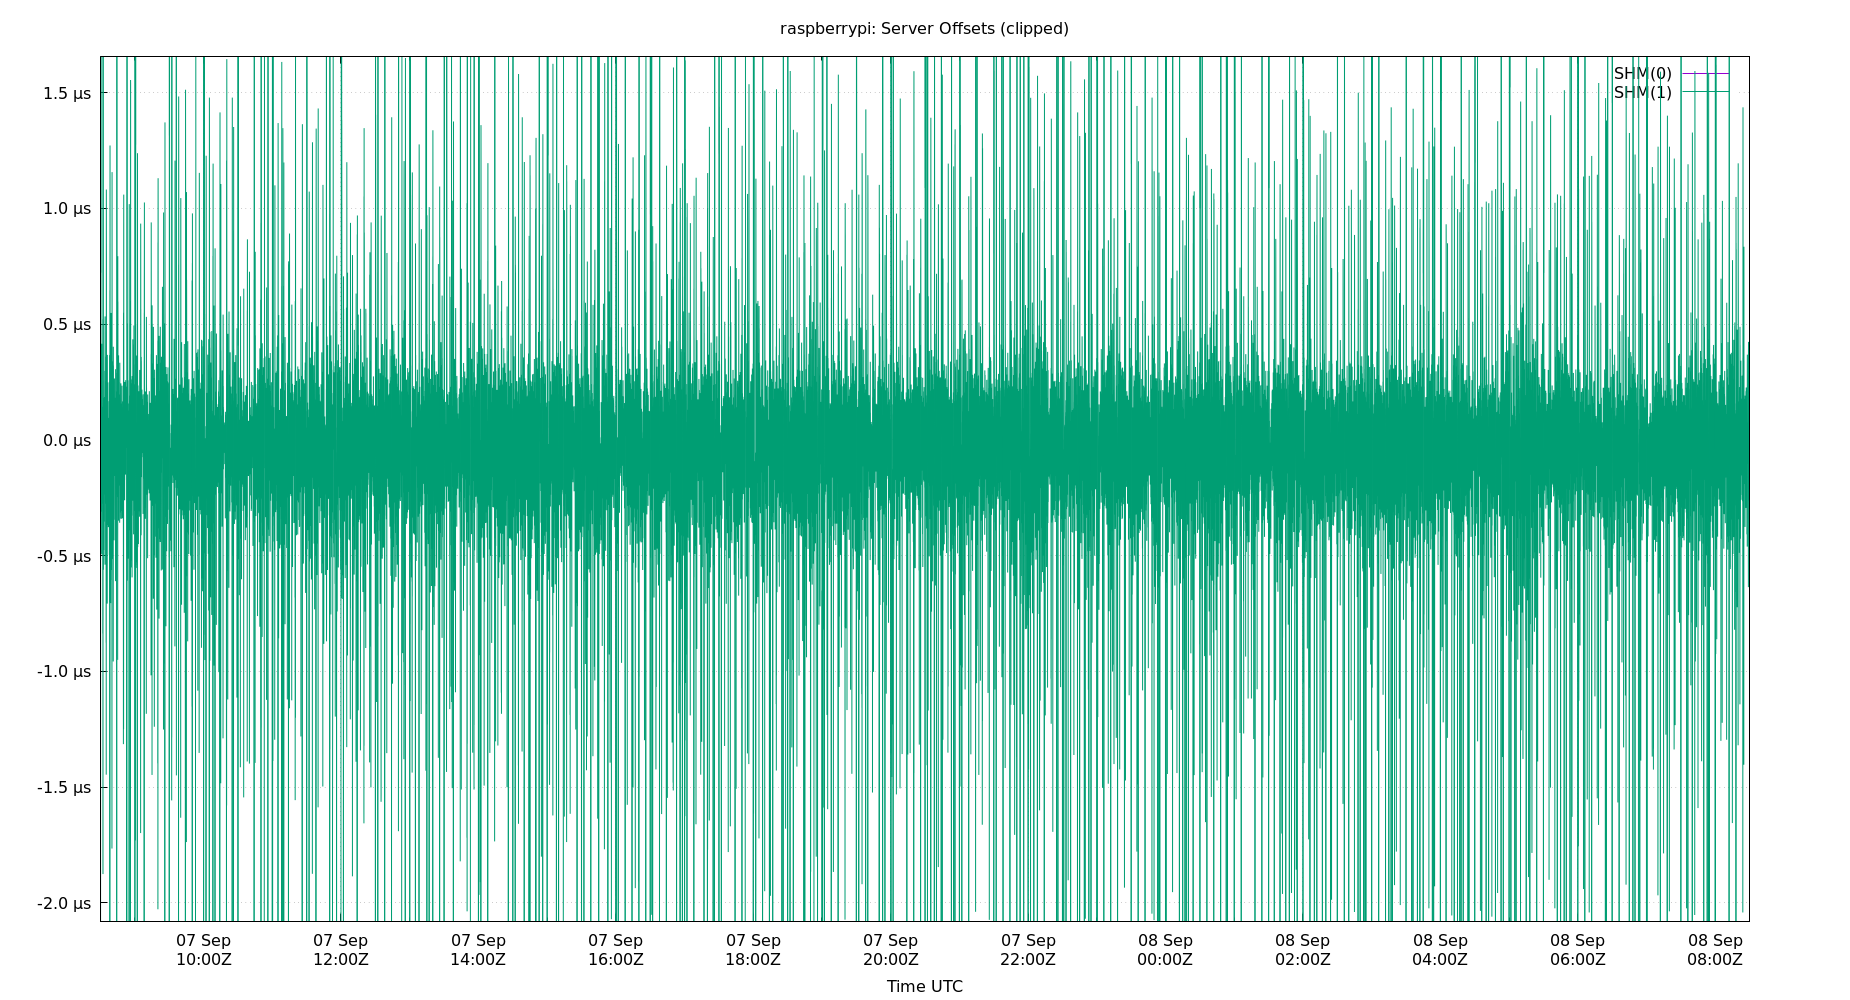 raspberrypi: Server Offsets (clipped)
SHM(0)
SHM(1)
1.5 µs
1.0 µs
0.5 µs
0.0 µs
-0.5 µs
-1.0 µs
-1.5 µs
-2.0 µs
07 Sep 07 Sep 07 Sep 07 Sep 07 Sep 07 Sep 07 Sep 08 Sep 08 Sep 08 Sep 08 Sep 08 Sep
10:00Z 12:00Z 14:00Z 16:00Z 18:00Z 20:00Z 22:00Z 00:00Z 02:00Z 04:00Z 06:00Z 08:00Z
Time UTC